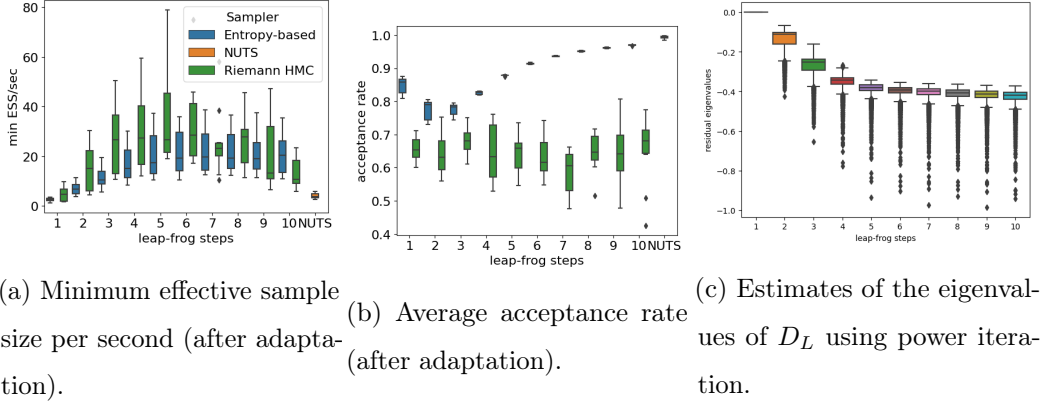 80
60
40
20
0
min ESS/sec
Sampler
Entropy-based
NUTS
Riemann HMC
1 2 3 4 5 6 7 8 9 10 NUTS
leap-frog steps
(a) Minimum effective sample
size per second (after adapta-
tion).
1.0
0.9
0.8
0.7
0.6
0.5
0.4
acceptance rate
1 2 3 4 5 6 7 8 9 10 NUTS
leap-frog steps
(b) Average acceptance rate
(after adaptation).
0.0
−0.2
−0.4
−0.6
−0.8
−1.0
residual eigenvalues
1 2 3 4 5 6 7 8 9 10
leap-frog steps
(c) Estimates of the eigenval-
ues of D_L using power itera-
tion.